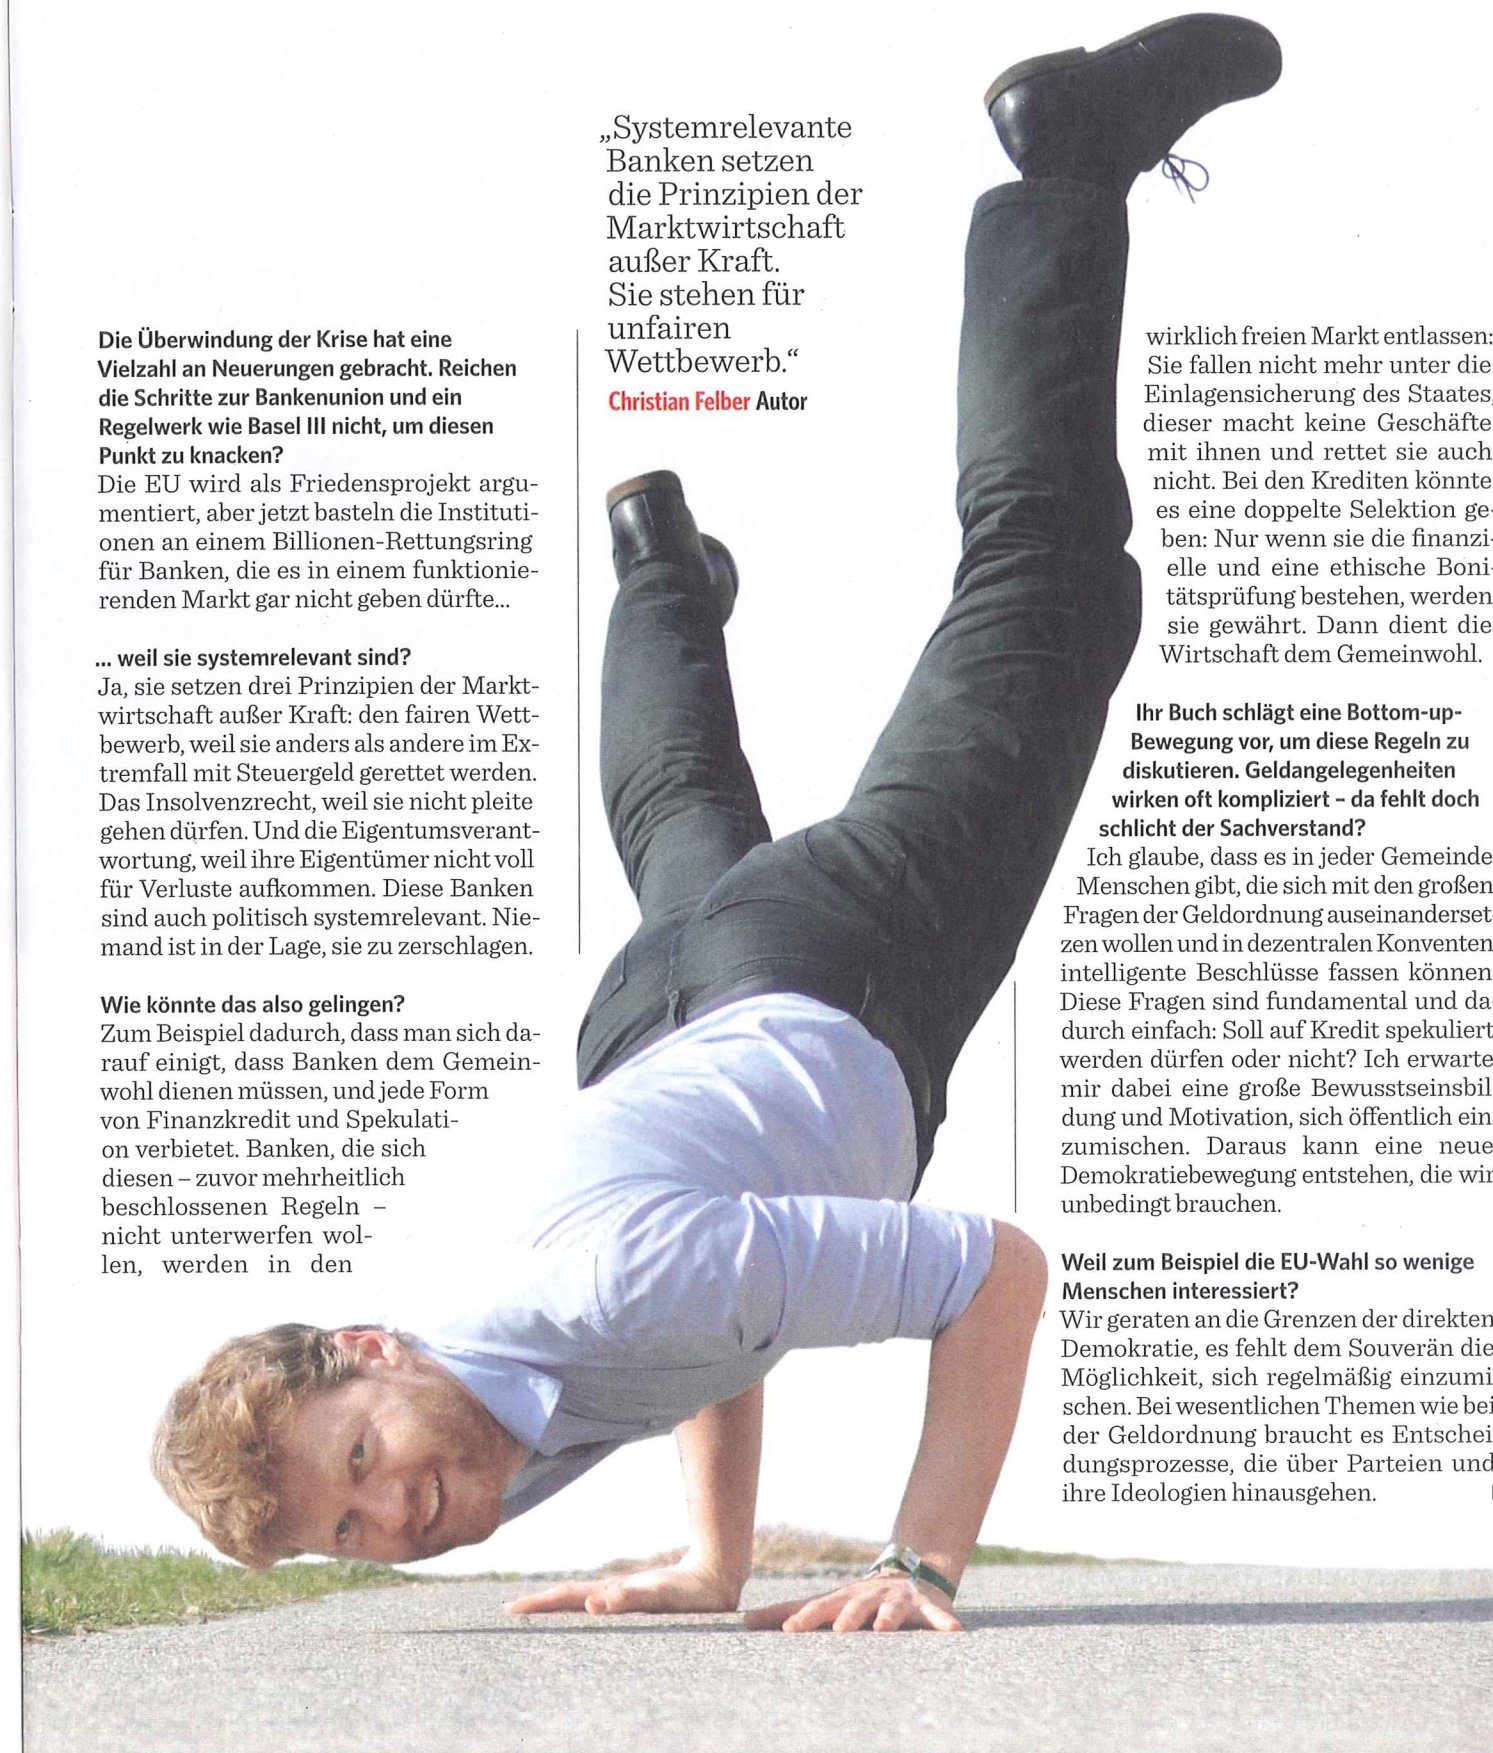 „Systemrelevante
Banken setzen
die Prinzipien der
Marktwirtschaft
außer Kraft.
Sie stehen für
unfairen
Wettbewerb.“
Christian Felber Autor
Die Überwindung der Krise hat eine
Vielzahl an Neuerungen gebracht. Reichen
die Schritte zur Bankenunion und ein
Regelwerk wie Basel III nicht, um diesen
Punkt zu knacken?
Die EU wird als Friedensprojekt argu-
mentiert, aber jetzt basteln die Instituti-
onen an einem Billionen-Rettungsring
für Banken, die es in einem funktionie-
renden Markt gar nicht geben dürfte...
... weil sie systemrelevant sind?
Ja, sie setzen drei Prinzipien der Markt-
wirtschaft außer Kraft: den fairen Wett-
bewerb, weil sie anders als andere im Ex-
tremfall mit Steuergeld gerettet werden.
Das Insolvenzrecht, weil sie nicht pleite
gehen dürfen. Und die Eigentumsverant-
wortung, weil ihre Eigentümer nicht voll
für Verluste aufkommen. Diese Banken
sind auch politisch systemrelevant. Nie-
mand ist in der Lage, sie zu zerschlagen.
Wie könnte das also gelingen?
Zum Beispiel dadurch, dass man sich da-
rauf einigt, dass Banken dem Gemein-
wohl dienen müssen, und jede Form
von Finanzkredit und Spekulati-
on verbietet. Banken, die sich
diesen – zuvor mehrheitlich
beschlossenen Regeln –
nicht unterwerfen wol-
len, werden in den
wirklich freien Markt entlassen:
Sie fallen nicht mehr unter die
Einlagensicherung des Staates,
dieser macht keine Geschäfte
mit ihnen und rettet sie auch
nicht. Bei den Krediten könnte
es eine doppelte Selektion ge-
ben: Nur wenn sie die finanzi-
elle und eine ethische Boni-
tätsprüfung bestehen, werden
sie gewährt. Dann dient die
Wirtschaft dem Gemeinwohl.
Ihr Buch schlägt eine Bottom-up-
Bewegung vor, um diese Regeln zu
diskutieren. Geldangelegenheiten
wirken oft kompliziert – da fehlt doch
schlicht der Sachverstand?
Ich glaube, dass es in jeder Gemeinde
Menschen gibt, die sich mit den großen
Fragen der Geldordnung auseinanderset
zen wollen und in dezentralen Konventen
intelligente Beschlüsse fassen können
Diese Fragen sind fundamental und da
durch einfach: Soll auf Kredit spekuliert
werden dürfen oder nicht? Ich erwarte
mir dabei eine große Bewusstseinsbil
dung und Motivation, sich öffentlich ein
zumischen. Daraus kann eine neue
Demokratiebewegung entstehen, die wir
unbedingt brauchen.
Weil zum Beispiel die EU-Wahl so wenige
Menschen interessiert?
Wir geraten an die Grenzen der direkten
Demokratie, es fehlt dem Souverän die
Möglichkeit, sich regelmäßig einzumi
schen. Bei wesentlichen Themen wie bei
der Geldordnung braucht es Entschei
dungsprozesse, die über Parteien und
ihre Ideologien hinausgehen.